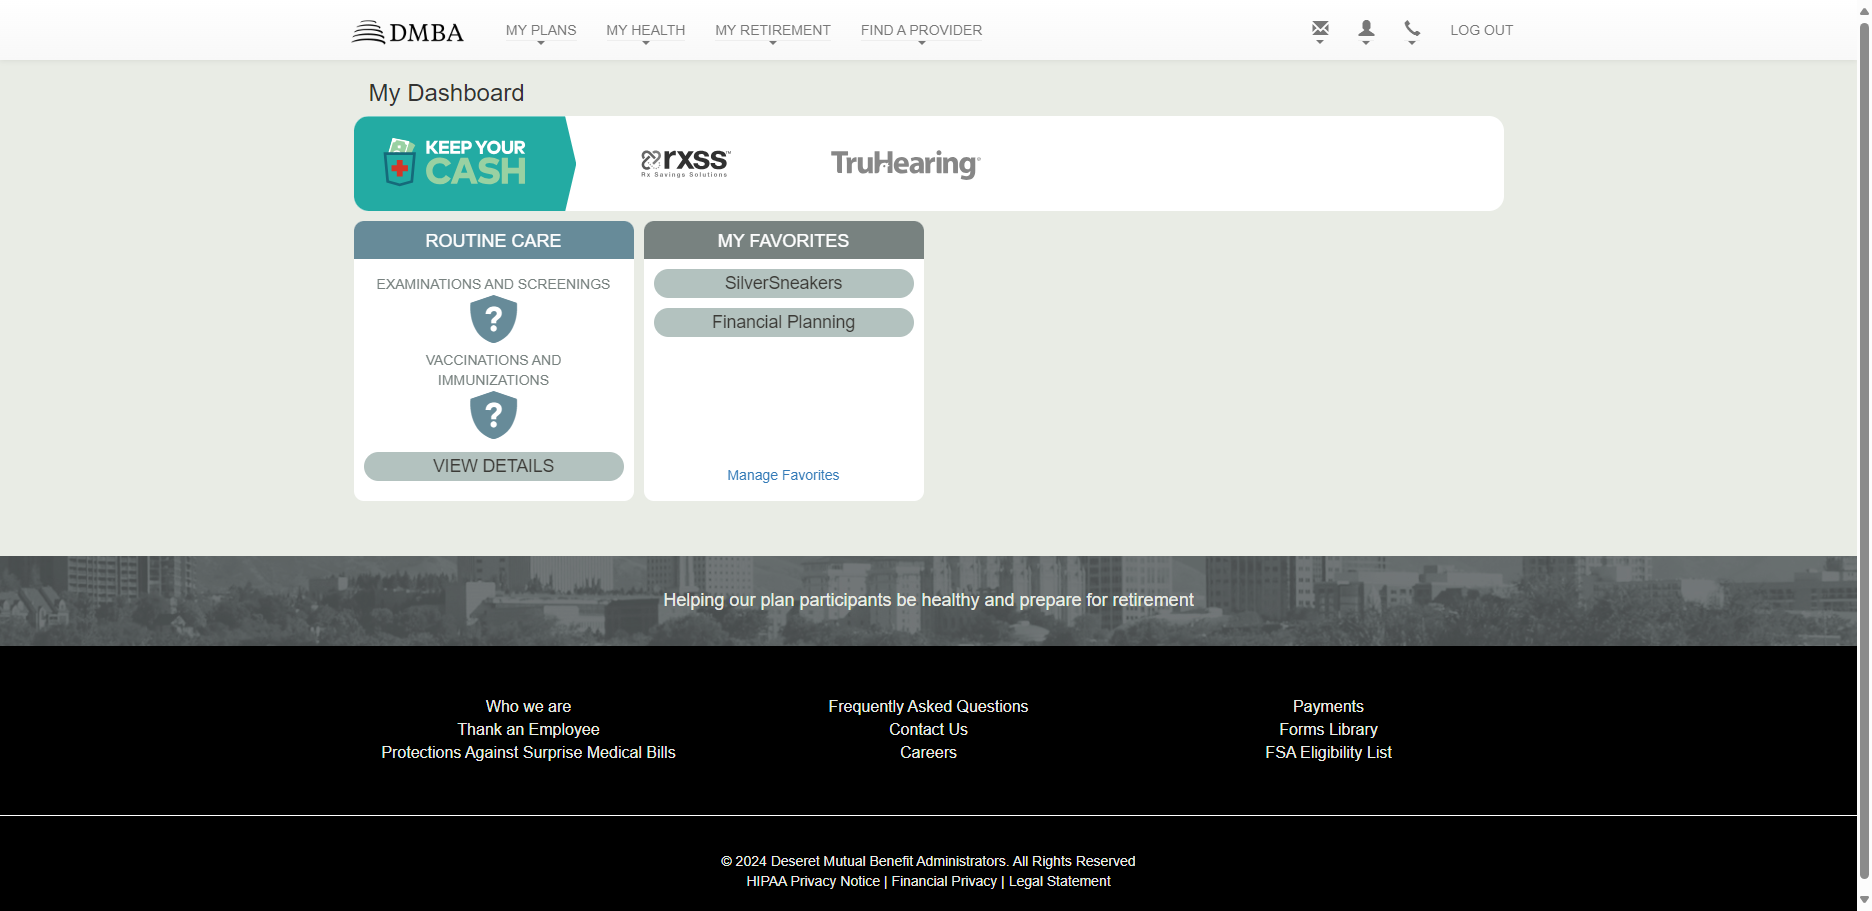 DMBA
MY PLANS
MY HEALTH
MY RETIREMENT
FIND A PROVIDER
LOG OUT
My Dashboard
KEEP YOUR
CASH
rxss™
Rx Savings Solutions
TruHearing®
ROUTINE CARE
EXAMINATIONS AND SCREENINGS
?
VACCINATIONS AND
IMMUNIZATIONS
?
VIEW DETAILS
MY FAVORITES
SilverSneakers
Financial Planning
Manage Favorites
Helping our plan participants be healthy and prepare for retirement
Who we are
Thank an Employee
Protections Against Surprise Medical Bills
Frequently Asked Questions
Contact Us
Careers
Payments
Forms Library
FSA Eligibility List
© 2024 Deseret Mutual Benefit Administrators. All Rights Reserved
HIPAA Privacy Notice | Financial Privacy | Legal Statement